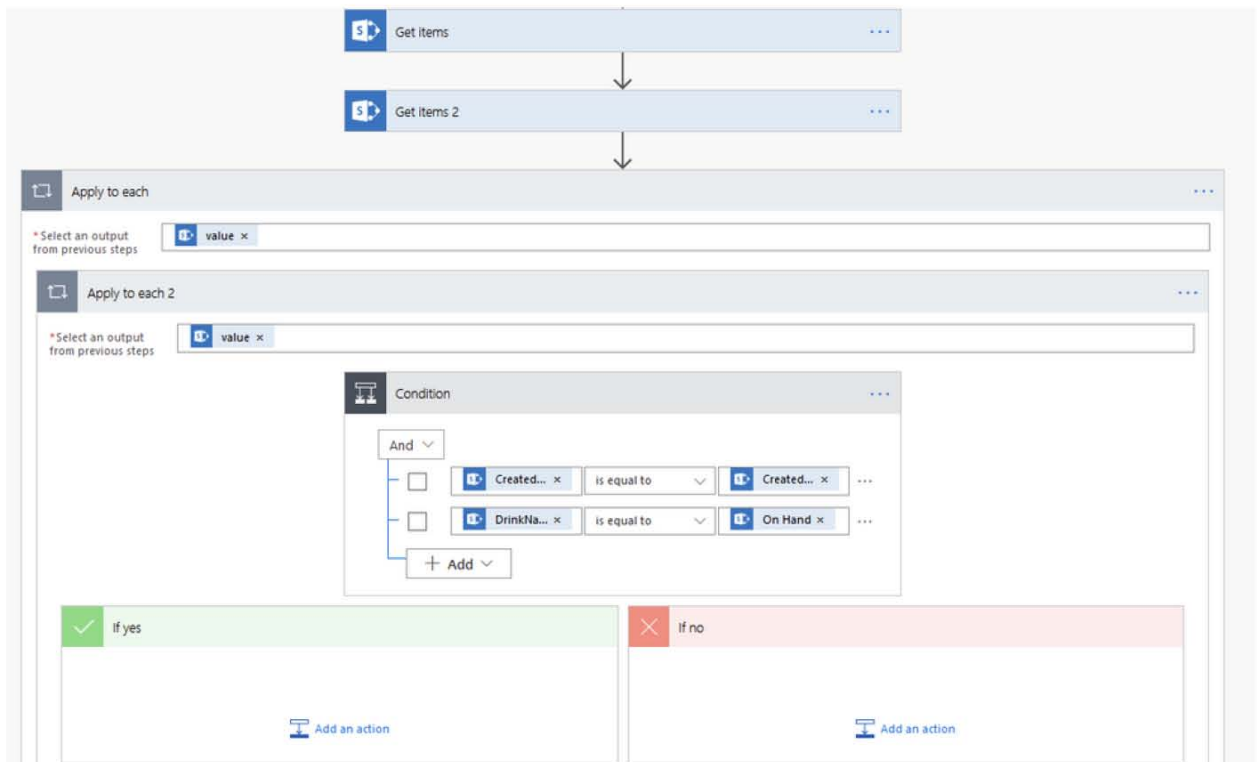 Get items
Get items 2
Apply to each
*Select an output
from previous steps
value ×
Apply to each 2
*Select an output
from previous steps
value ×
Condition
And
Created... × is equal to Created... ×
DrinkNa... × is equal to On Hand ×
+ Add
If yes
If no
Add an action
Add an action